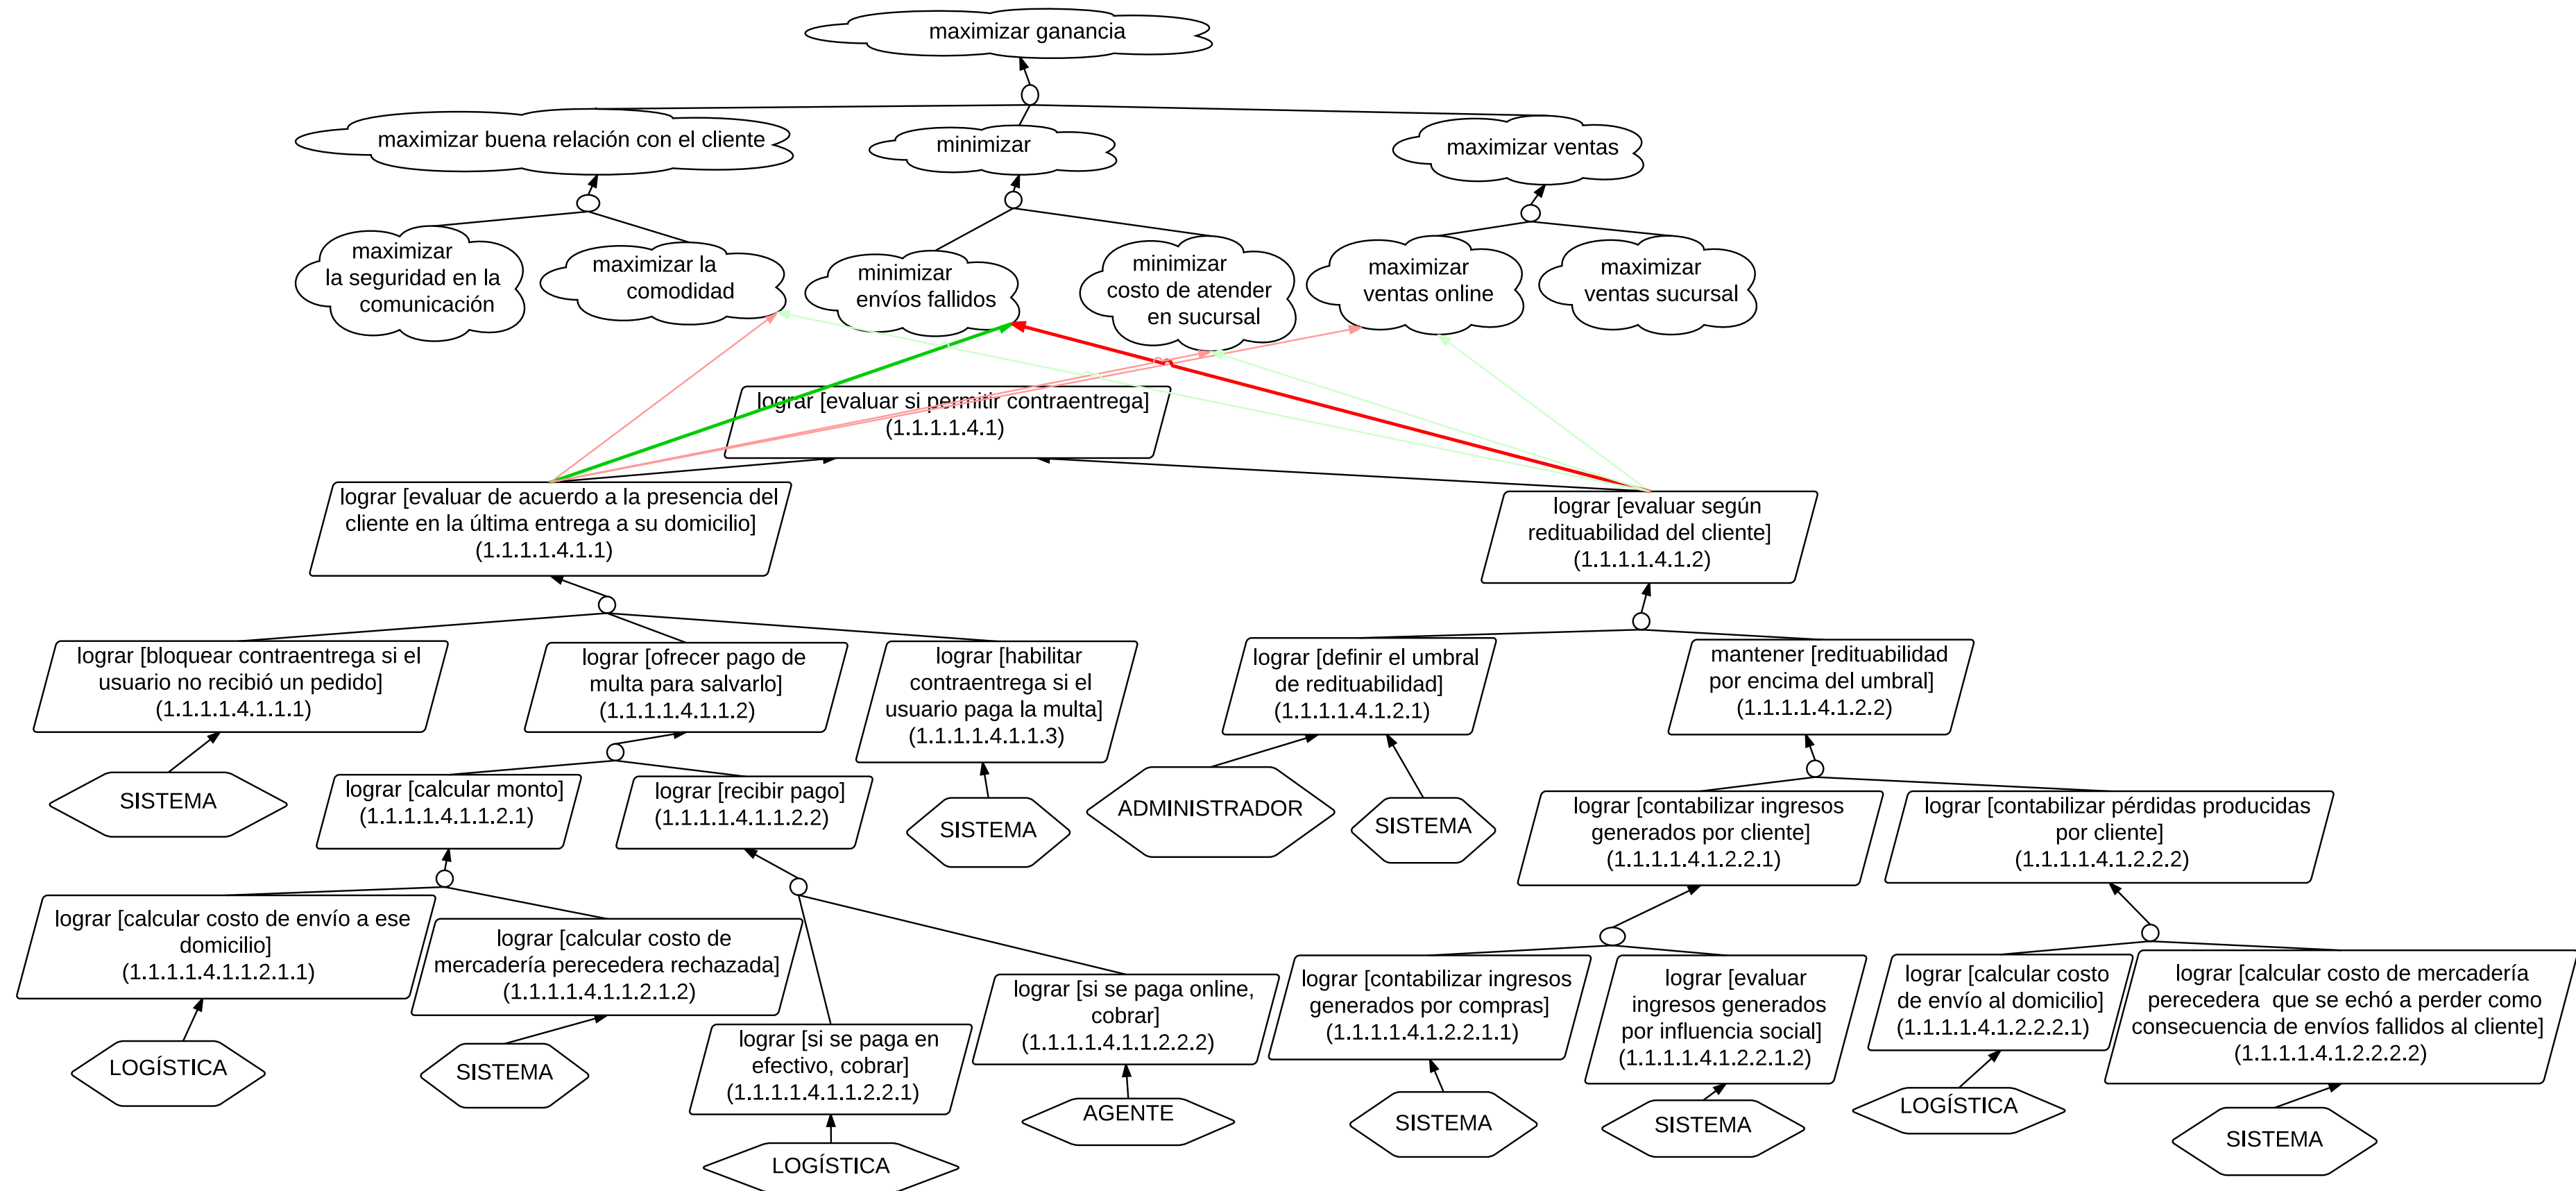 maximizar ganancia
maximizar buena relación con el cliente
minimizar
maximizar ventas
maximizar
la seguridad en la
comunicación
maximizar la
comodidad
minimizar
envíos fallidos
minimizar
costo de atender
en sucursal
maximizar
ventas online
maximizar
ventas sucursal
lograr [evaluar si permitir contraentrega]
(1.1.1.1.4.1)
lograr [evaluar de acuerdo a la presencia del
cliente en la última entrega a su domicilio]
(1.1.1.1.4.1.1)
lograr [evaluar según
redituabilidad del cliente]
(1.1.1.1.4.1.2)
lograr [bloquear contraentrega si el
usuario no recibió un pedido]
(1.1.1.1.4.1.1.1)
lograr [ofrecer pago de
multa para salvarlo]
(1.1.1.1.4.1.1.2)
lograr [habilitar
contraentrega si el
usuario paga la multa]
(1.1.1.1.4.1.1.3)
lograr [definir el umbral
de redituabilidad]
(1.1.1.1.4.1.2.1)
mantener [redituabilidad
por encima del umbral]
(1.1.1.1.4.1.2.2)
SISTEMA
lograr [calcular monto]
(1.1.1.1.4.1.1.2.1)
lograr [recibir pago]
(1.1.1.1.4.1.1.2.2)
SISTEMA
ADMINISTRADOR
SISTEMA
lograr [contabilizar ingresos
generados por cliente]
(1.1.1.1.4.1.2.2.1)
lograr [contabilizar pérdidas producidas
por cliente]
(1.1.1.1.4.1.2.2.2)
lograr [calcular costo de envío a ese
domicilio]
(1.1.1.1.4.1.1.2.1.1)
lograr [calcular costo de
mercadería perecedera rechazada]
(1.1.1.1.4.1.1.2.1.2)
lograr [si se paga en
efectivo, cobrar]
(1.1.1.1.4.1.1.2.2.1)
lograr [si se paga online,
cobrar]
(1.1.1.1.4.1.1.2.2.2)
lograr [contabilizar ingresos
generados por compras]
(1.1.1.1.4.1.2.2.1.1)
lograr [evaluar
ingresos generados
por influencia social]
(1.1.1.1.4.1.2.2.1.2)
lograr [calcular costo
de envío al domicilio]
(1.1.1.1.4.1.2.2.2.1)
lograr [calcular costo de mercadería
perecedera que se echó a perder como
consecuencia de envíos fallidos al cliente]
(1.1.1.1.4.1.2.2.2.2)
LOGÍSTICA
SISTEMA
LOGÍSTICA
AGENTE
SISTEMA
SISTEMA
LOGÍSTICA
SISTEMA